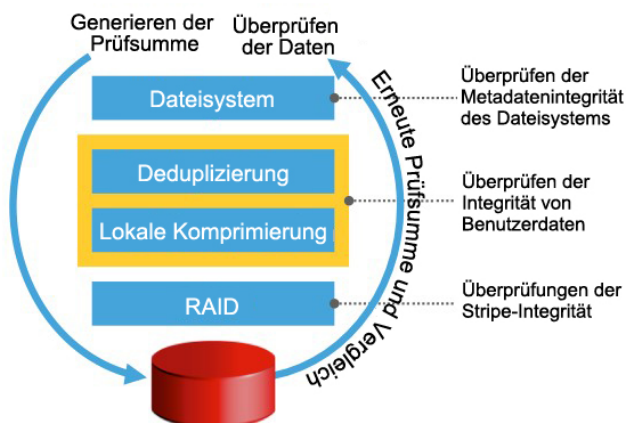 Generieren der
Prüfsumme
Überprüfen
der Daten
Dateisystem
Deduplizierung
Lokale Komprimierung
RAID
Erneute Prüfsumme und Vergleich
Überprüfen der
Metadatenintegrität
des Dateisystems
Überprüfen der
Integrität von
Benutzerdaten
Überprüfungen der
Stripe-Integrität